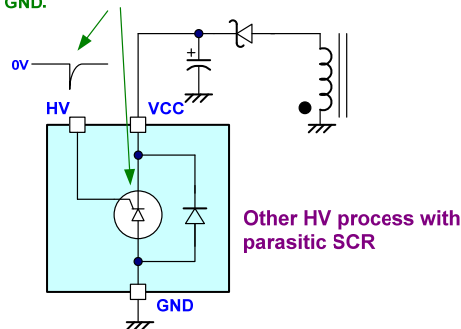 GND.
0V
HV
VCC
+
Other HV process with
parasitic SCR
GND